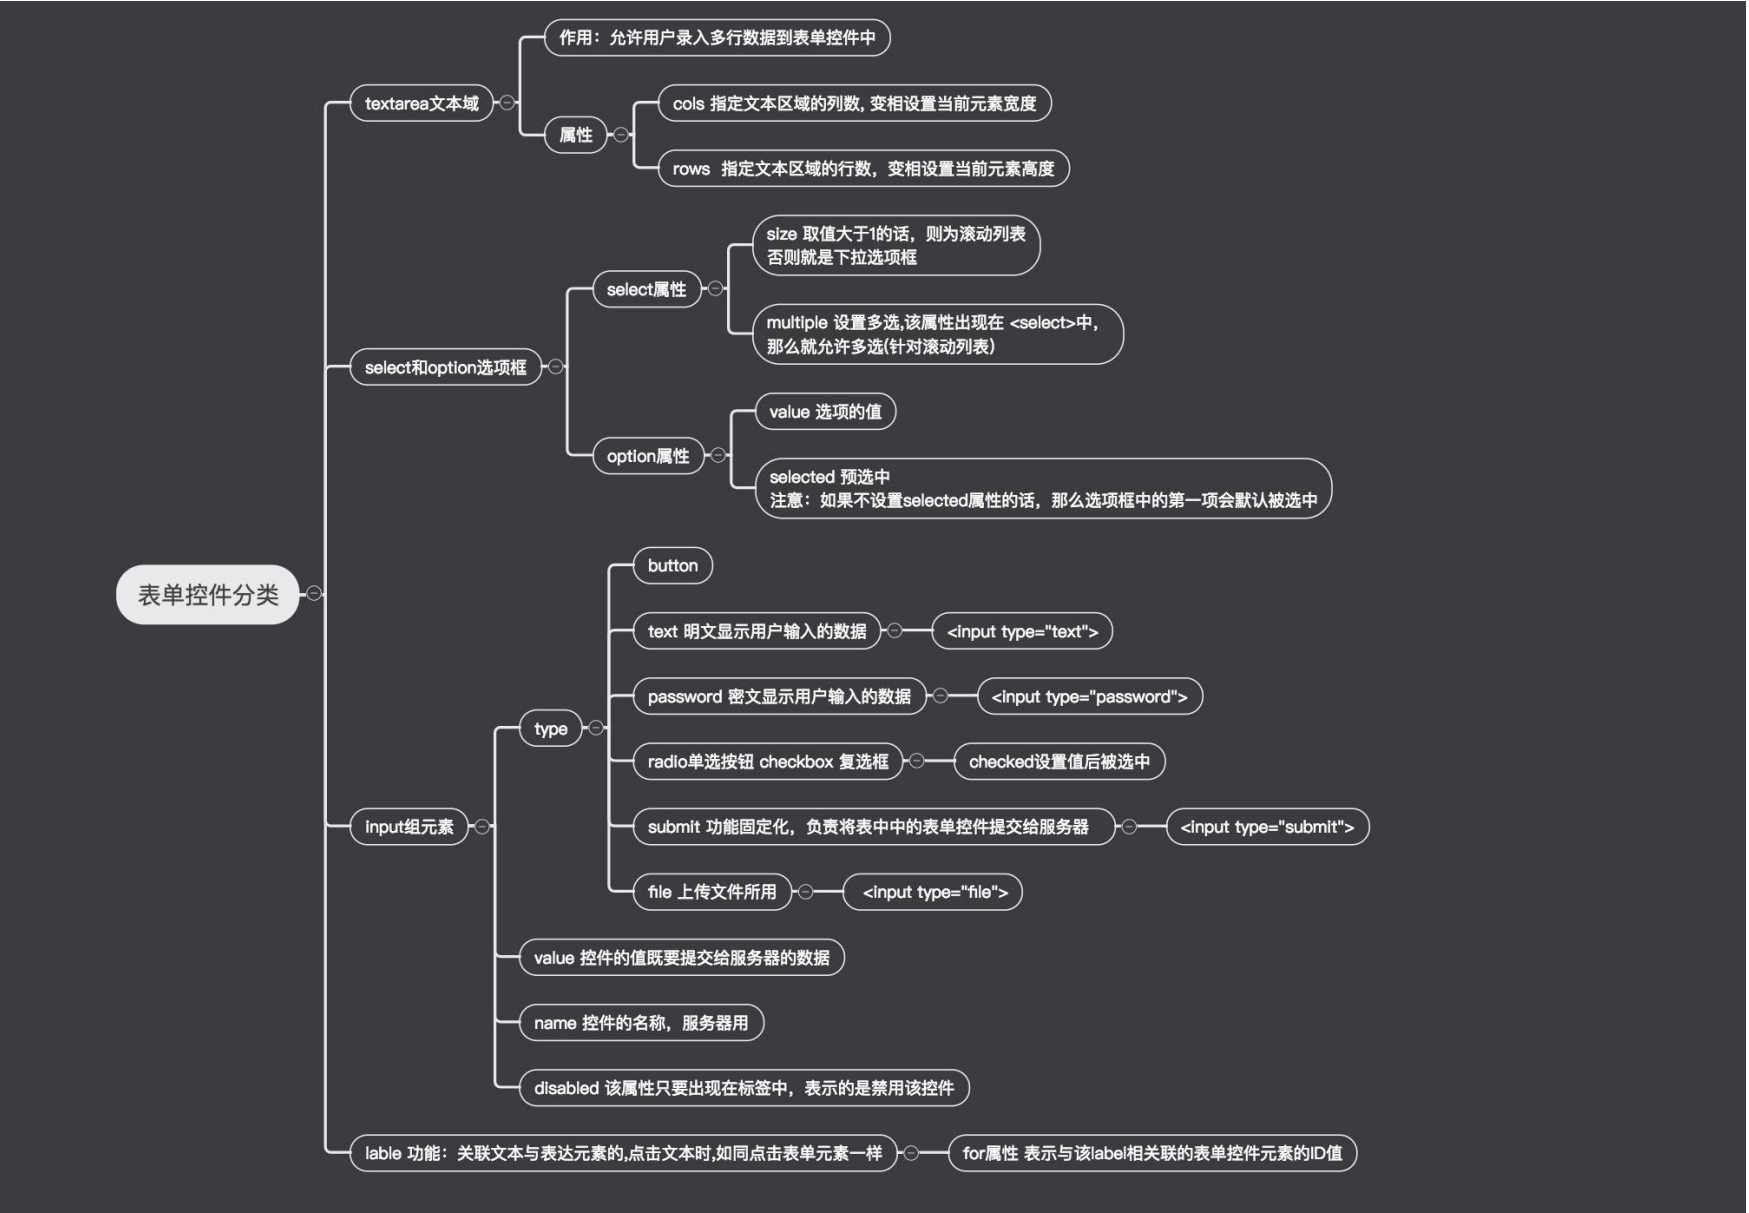 作用：允许用户录入多行数据到表单控件中
textarea文本域
cols 指定文本区域的列数, 变相设置当前元素宽度
属性
rows  指定文本区域的行数，变相设置当前元素高度
size 取值大于1的话，则为滚动列表
否则就是下拉选项框
select属性
multiple 设置多选,该属性出现在 <select>中，
那么就允许多选(针对滚动列表)
select和option选项框
value 选项的值
option属性
selected 预选中
注意：如果不设置selected属性的话，那么选项框中的第一项会默认被选中
表单控件分类
button
text 明文显示用户输入的数据
<input type="text">
password 密文显示用户输入的数据
<input type="password">
type
radio单选按钮 checkbox 复选框
checked设置值后被选中
input组元素
submit 功能固定化，负责将表中中的表单控件提交给服务器
<input type="submit">
file 上传文件所用
<input type="file">
value 控件的值既要提交给服务器的数据
name 控件的名称，服务器用
disabled 该属性只要出现在标签中，表示的是禁用该控件
lable 功能：关联文本与表达元素的,点击文本时,如同点击表单元素一样
for属性 表示与该label相关联的表单控件元素的ID值